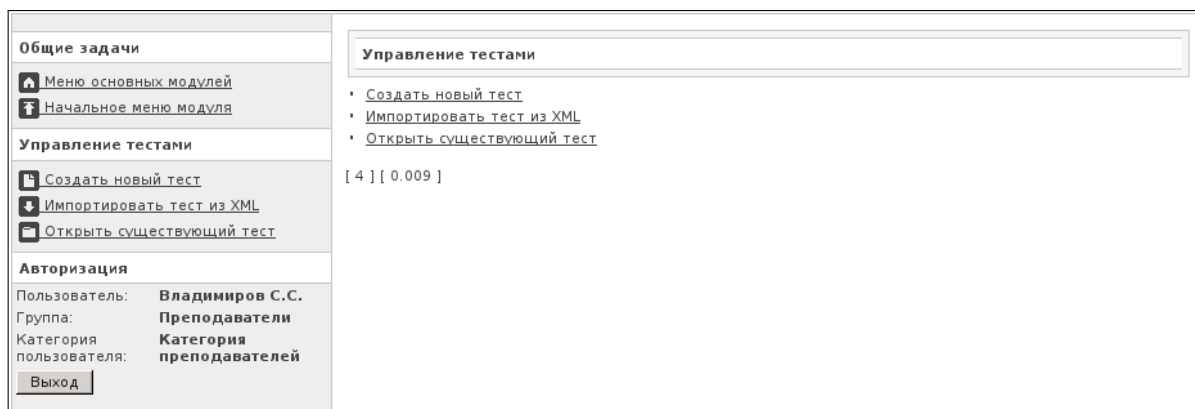 Общие задачи
Меню основных модулей
Начальное меню модуля
Управление тестами
Создать новый тест
Импортировать тест из XML
Открыть существующий тест
Авторизация
Пользователь: Владимиров С.С.
Группа: Преподаватели
Категория пользователя: Категория преподавателей
Выход
Управление тестами
Создать новый тест
Импортировать тест из XML
Открыть существующий тест
[ 4 ] [ 0.009 ]